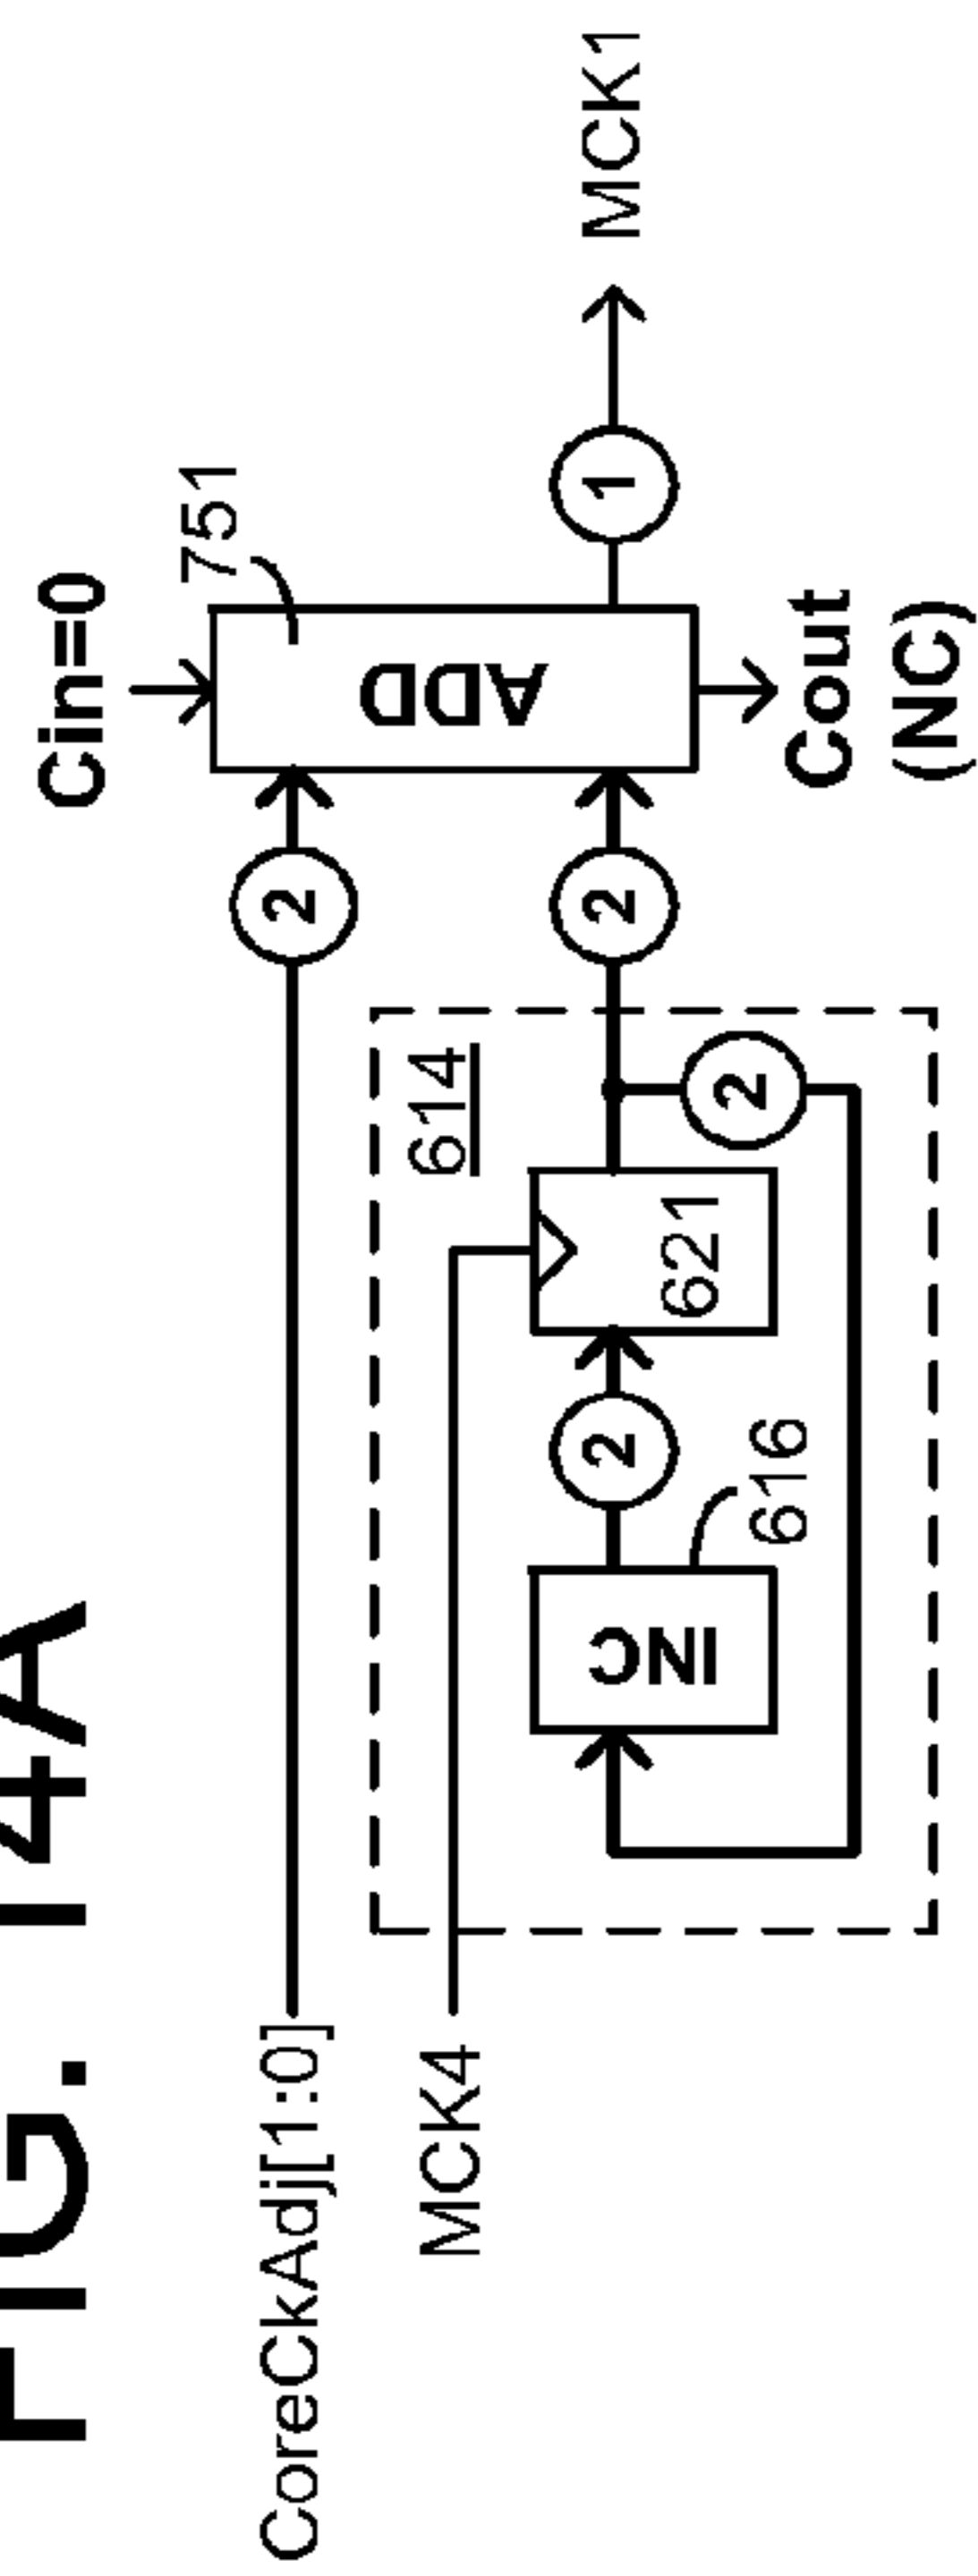 FIG. 14A
Cin=0
751
CoreCkAdj[1:0]
2
ADD
MCK4
614
INC
2
621
2
1
MCK1
616
2
2
Cout
(NC)